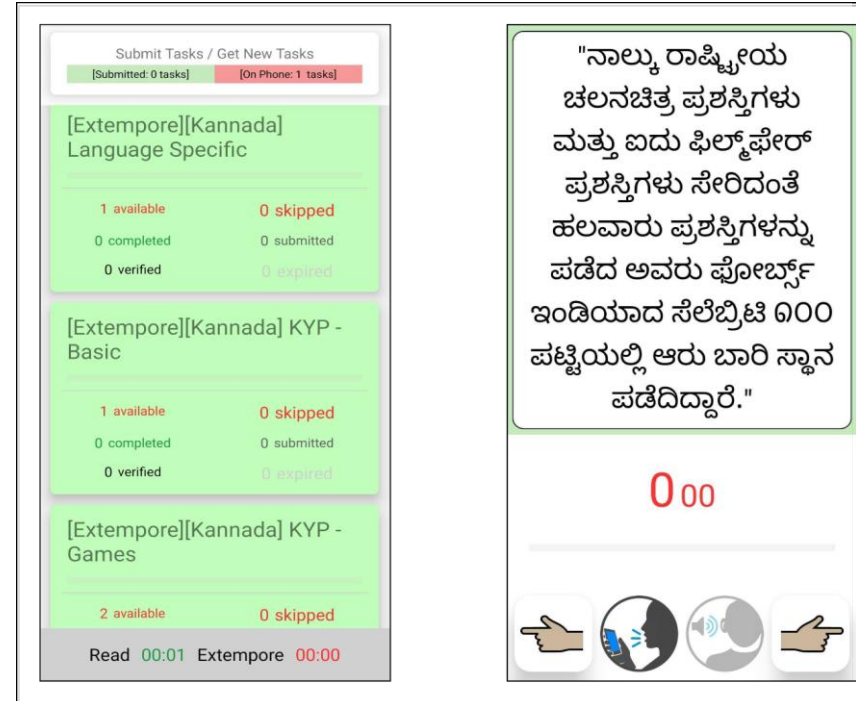 Submit Tasks / Get New Tasks
[Submitted: 0 tasks] [On Phone: 1 tasks]
[Extempore][Kannada]
Language Specific
1 available 0 skipped
0 completed 0 submitted
0 verified 0 expired
[Extempore][Kannada] KYP -
Basic
1 available 0 skipped
0 completed 0 submitted
0 verified 0 expired
[Extempore][Kannada] KYP -
Games
2 available 0 skipped
Read 00:01 Extempore 00:00
"ನಾಲ್ಕು ರಾಷ್ಟ್ರೀಯ
ಚಲನಚಿತ್ರ ಪ್ರಶಸ್ತಿಗಳು
ಮತ್ತು ಐದು ಫಿಲ್ಮ್‌ಫೇರ್
ಪ್ರಶಸ್ತಿಗಳು ಸೇರಿದಂತೆ
ಹಲವಾರು ಪ್ರಶಸ್ತಿಗಳನ್ನು
ಪಡೆದ ಅವರು ಫೋರ್ಬ್ಸ್
ಇಂಡಿಯಾದ ಸೆಲೆಬ್ರಿಟಿ ೧೦೦
ಪಟ್ಟಿಯಲ್ಲಿ ಆರು ಬಾರಿ ಸ್ಥಾನ
ಪಡೆದಿದ್ದಾರೆ."
0 00